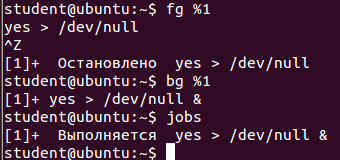 student@ubuntu:~$ fg %1
yes > /dev/null
^Z
[1]+  Остановлено  yes > /dev/null
student@ubuntu:~$ bg %1
[1]+ yes > /dev/null &
student@ubuntu:~$ jobs
[1]+  Выполняется  yes > /dev/null &
student@ubuntu:~$